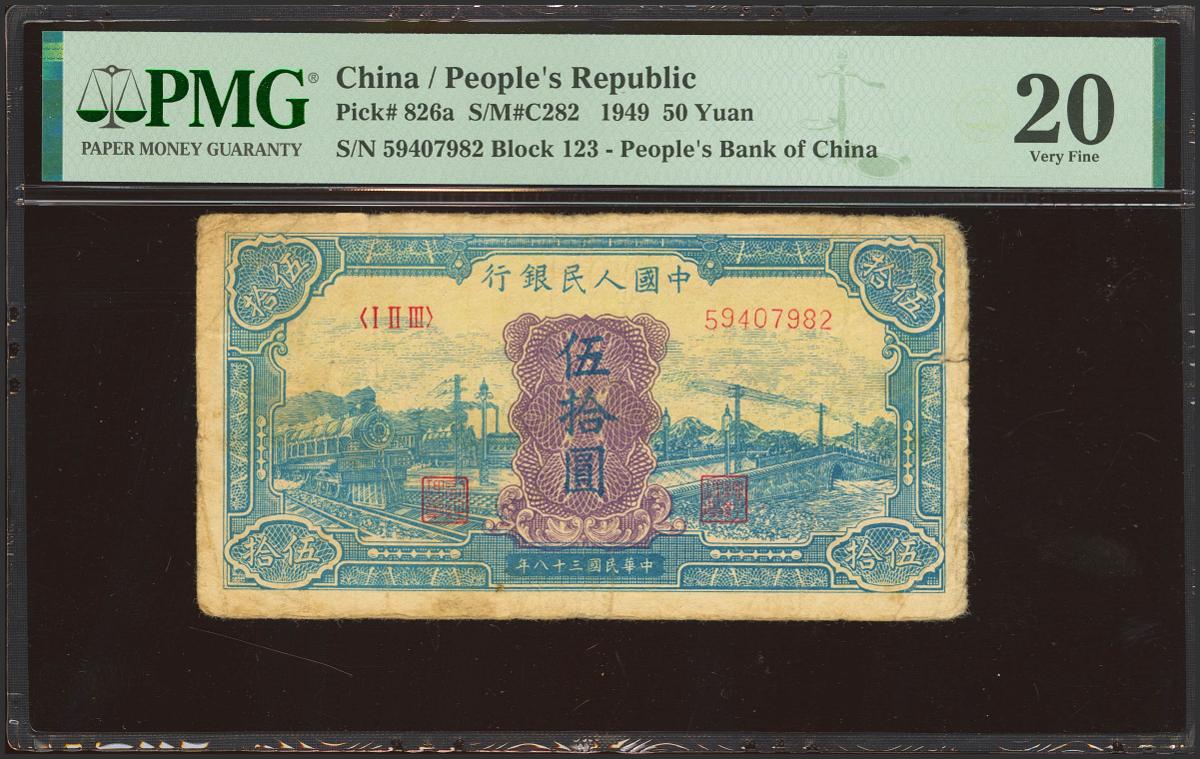 PMG®
PAPER MONEY GUARANTY
China / People's Republic
Pick# 826a S/M#C282 1949 50 Yuan
S/N 59407982 Block 123 - People's Bank of China
20
Very Fine
行銀民人國中
拾伍
拾伍
〈I II III〉
59407982
伍拾圓
拾伍
拾伍
年八十三國民華中